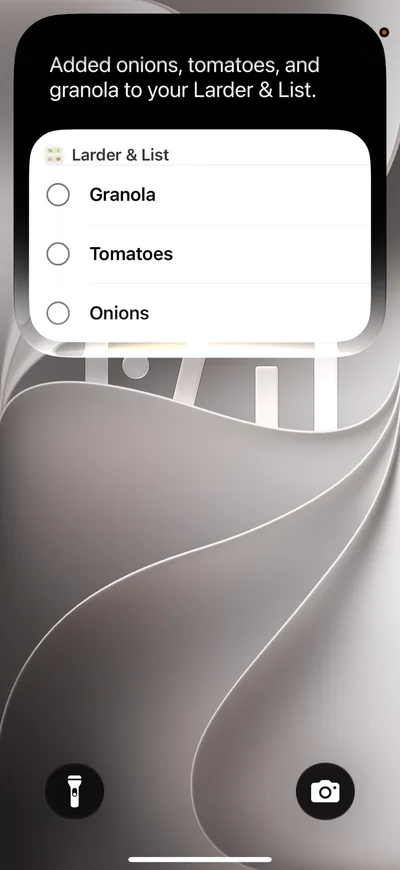 Added onions, tomatoes, and
granola to your Larder & List.
Larder & List
Granola
Tomatoes
Onions